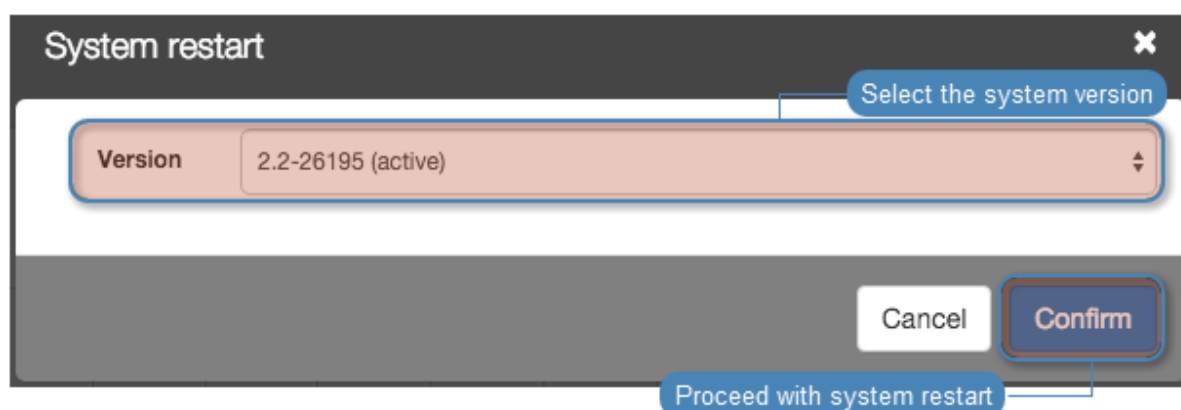 System restart
Select the system version
Version 2.2-26195 (active)
Cancel Confirm
Proceed with system restart